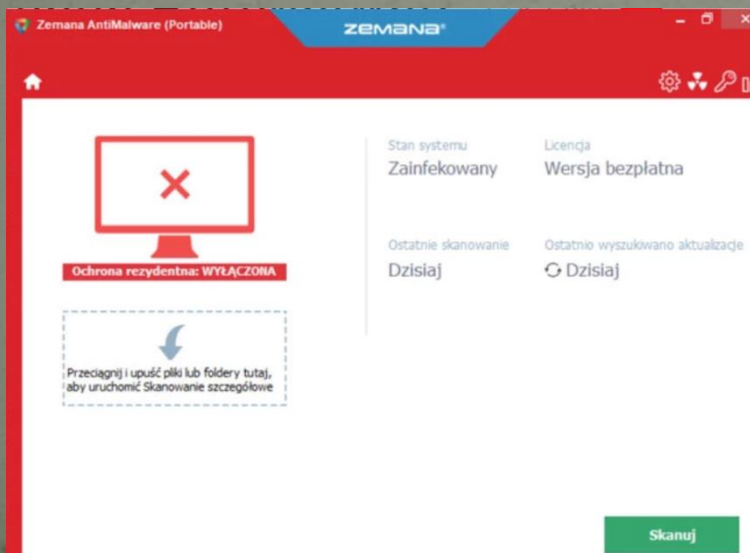 Zemana AntiMalware (Portable)
zemana®
Stan systemu
Zainfekowany
Licencja
Wersja bezpłatna
Ostatnie skanowanie
Dzisiaj
Ostatnio wyszukiwano aktualizacje
Dzisiaj
Ochrona rezydentna: WYŁĄCZONA
Przeciągnij i upuść pliki lub foldery tutaj,
aby uruchomić Skanowanie szczegółowe
Skanuj